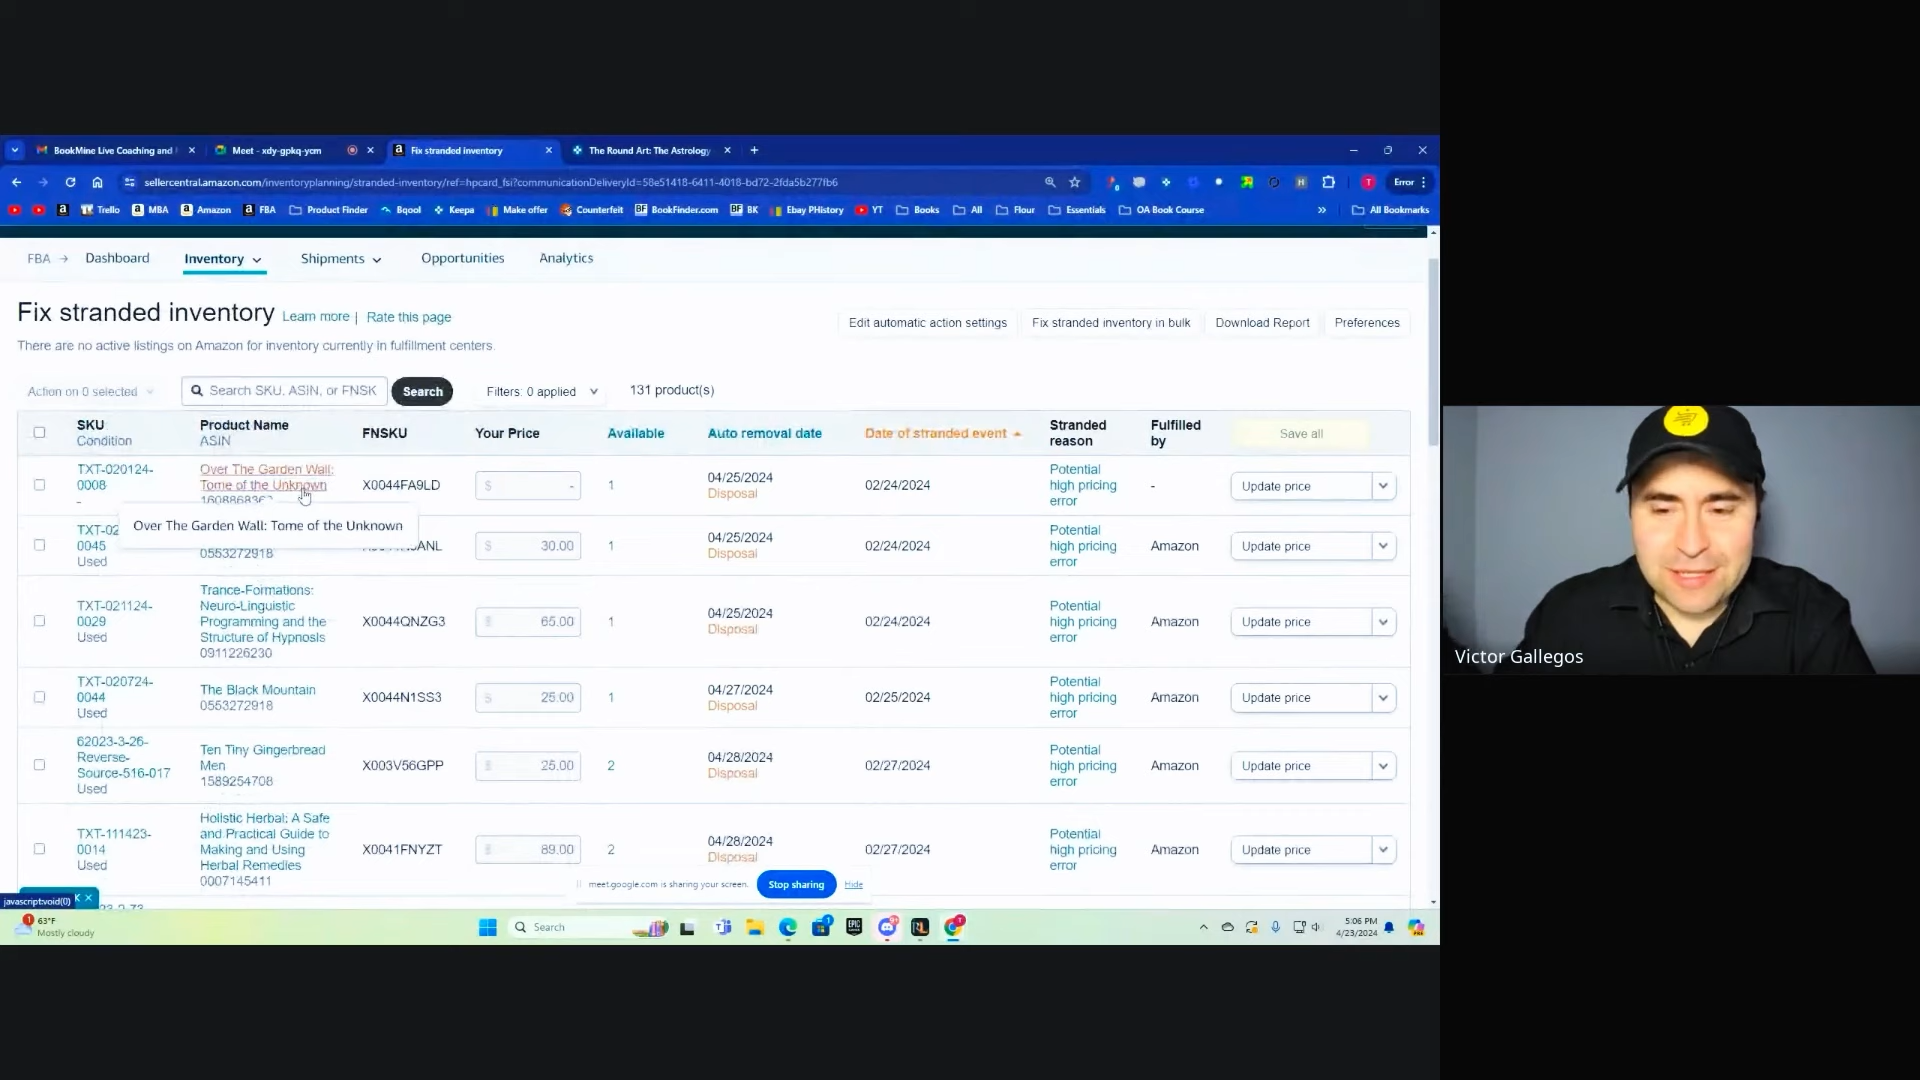 BookMine Live Coaching and
Meet - xdy-gpkq-ycm
Fix stranded inventory
The Round Art: The Astrology
sellercentral.amazon.com/inventoryplanning/stranded-inventory/ref=hpcard_fsi?communicationDeliveryId=58e51418-6411-4018-bd72-2fda5b277fb6
Error
Trello
MBA
Amazon
FBA
Product Finder
Bqool
Keepa
Make offer
Counterfeit
BookFinder.com
BK
Ebay PHistory
YT
Books
All
Flour
Essentials
OA Book Course
All Bookmarks
FBA
Dashboard
Inventory
Shipments
Opportunities
Analytics
Fix stranded inventory
Learn more | Rate this page
There are no active listings on Amazon for inventory currently in fulfillment centers.
Edit automatic action settings
Fix stranded inventory in bulk
Download Report
Preferences
Action on 0 selected
Search SKU, ASIN, or FNSK
Search
Filters: 0 applied
131 product(s)
SKU
Condition
Product Name
ASIN
FNSKU
Your Price
Available
Auto removal date
Date of stranded event
Stranded
reason
Fulfilled
by
Save all
TXT-020124-
0008
-
Over The Garden Wall:
Tome of the Unknown
X0044FA9LD
$ -
1
04/25/2024
Disposal
02/24/2024
Potential
high pricing
error
-
Update price
Over The Garden Wall: Tome of the Unknown
0045
Used
0553272918
$ 30.00
1
04/25/2024
Disposal
02/24/2024
Potential
high pricing
error
Amazon
Update price
TXT-021124-
0029
Used
Trance-Formations:
Neuro-Linguistic
Programming and the
Structure of Hypnosis
0911226230
X0044QNZG3
$ 65.00
1
04/25/2024
Disposal
02/24/2024
Potential
high pricing
error
Amazon
Update price
TXT-020724-
0044
Used
The Black Mountain
0553272918
X0044N1SS3
$ 25.00
1
04/27/2024
Disposal
02/25/2024
Potential
high pricing
error
Amazon
Update price
62023-3-26-
Reverse-
Source-516-017
Used
Ten Tiny Gingerbread
Men
1589254708
X003V56GPP
$ 25.00
2
04/28/2024
Disposal
02/27/2024
Potential
high pricing
error
Amazon
Update price
TXT-111423-
0014
Used
Holistic Herbal: A Safe
and Practical Guide to
Making and Using
Herbal Remedies
0007145411
X0041FNYZT
$ 89.00
2
04/28/2024
Disposal
02/27/2024
Potential
high pricing
error
Amazon
Update price
meet.google.com is sharing your screen.
Stop sharing
Hide
javascript:void(0)
63°F
Mostly cloudy
Search
5:06 PM
4/23/2024
Victor Gallegos